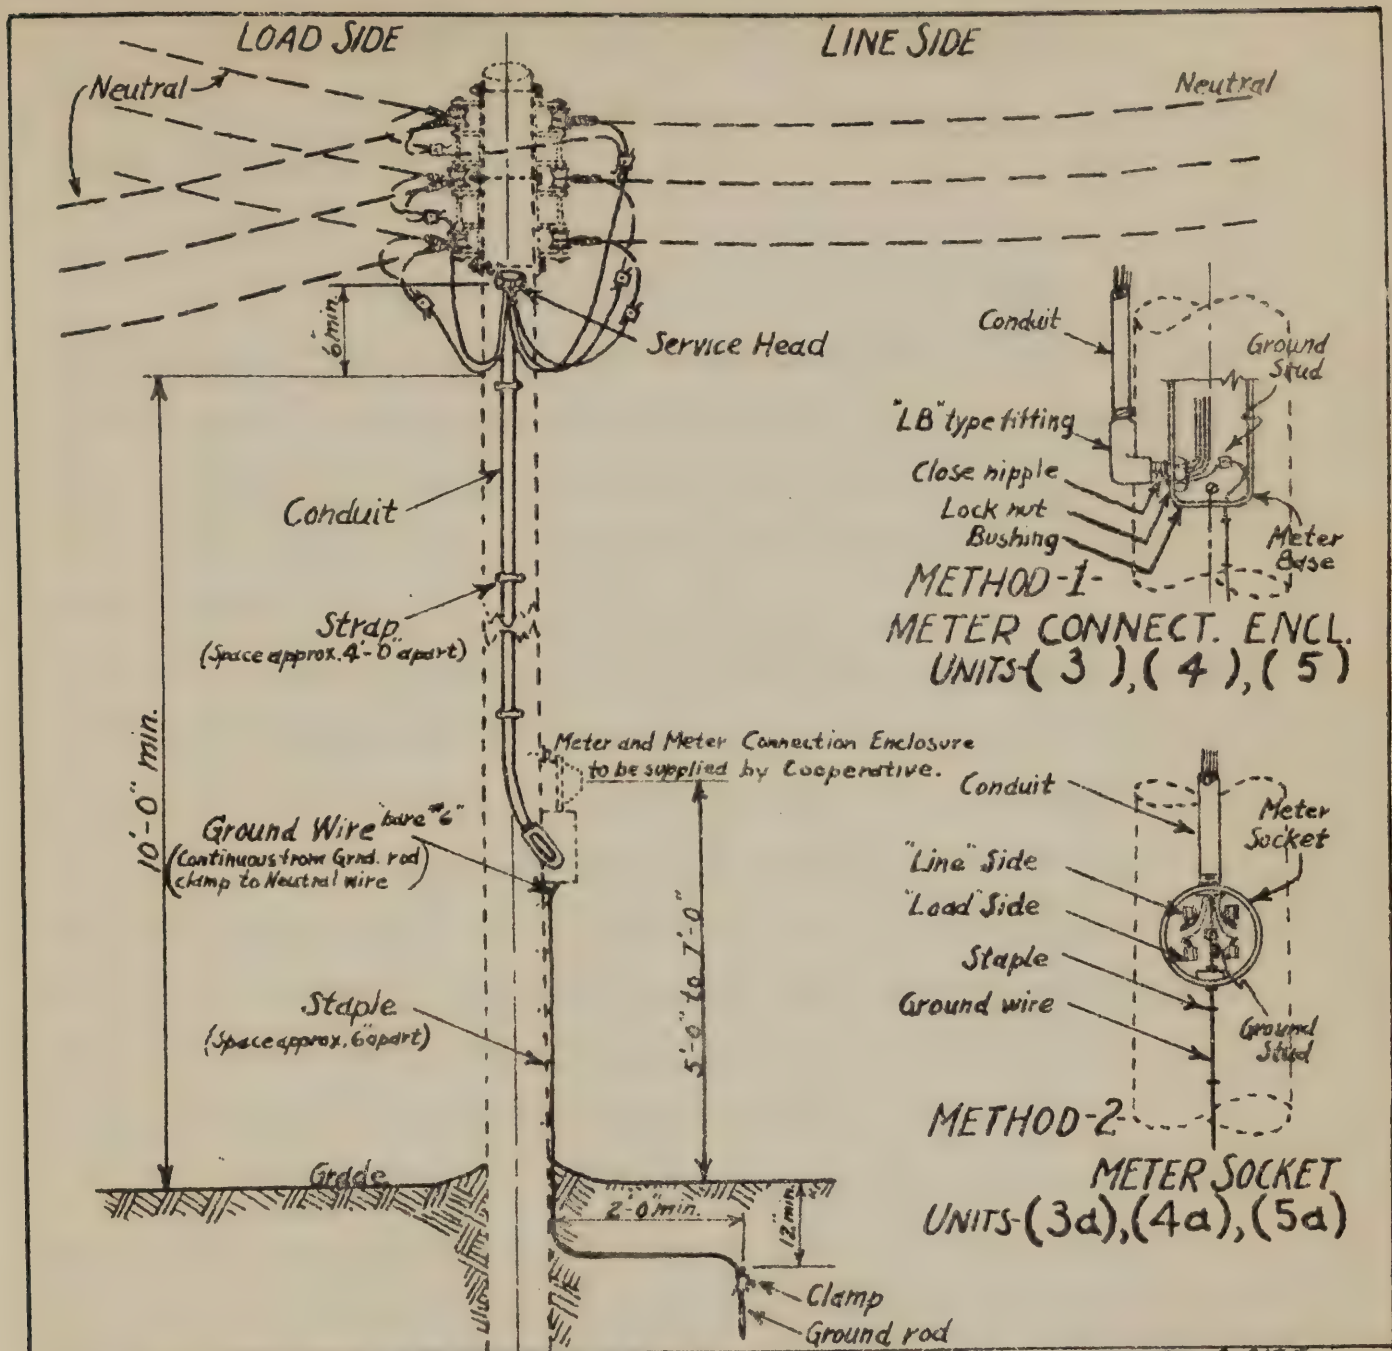 LOAD SIDE
LINE SIDE
Neutral
Neutral
6" min.
Service Head
Conduit
Strap
(Space approx. 4'-0" apart)
10'-0" min.
Meter and Meter Connection Enclosure
to be supplied by Cooperative.
Ground Wire bare #6"
(Continuous from Grnd. rod
clamp to Neutral wire)
5'-0" to 7'-0"
Staple
(Space approx. 6" apart)
Grade
2'-0" min.
12" min.
Clamp
Ground rod
Conduit
Ground
Stud
"LB" type fitting
Close nipple
Lock nut
Bushing
Meter
Base
METHOD-1-
METER CONNECT. ENCL.
UNITS-(3),(4),(5)
Conduit
Meter
Socket
"Line" Side
"Load" Side
Staple
Ground wire
Ground
Stud
METHOD-2-
METER SOCKET
UNITS-(3a),(4a),(5a)